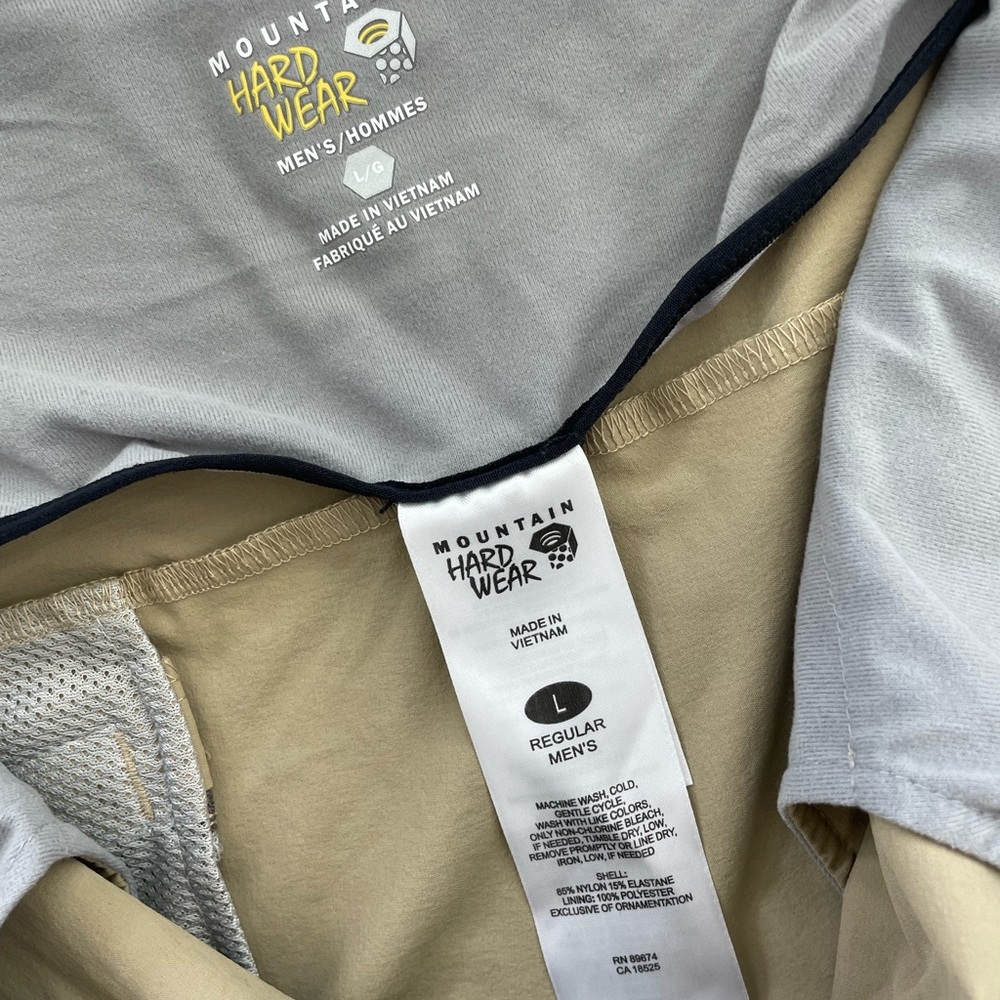 MOUNTA
HARD
WEAR
MEN'S/HOMMES
L/G
MADE IN VIETNAM
FABRIQUÉ AU VIETNAM
MOUNTAIN
HARD
WEAR
MADE IN
VIETNAM
L
REGULAR
MEN'S
MACHINE WASH, COLD,
GENTLE CYCLE,
WASH WITH LIKE COLORS,
ONLY NON-CHLORINE BLEACH,
IF NEEDED, TUMBLE DRY, LOW,
REMOVE PROMPTLY OR LINE DRY,
IRON, LOW, IF NEEDED
SHELL:
85% NYLON 15% ELASTANE
LINING: 100% POLYESTER
EXCLUSIVE OF ORNAMENTATION
RN 89674
CA 16525